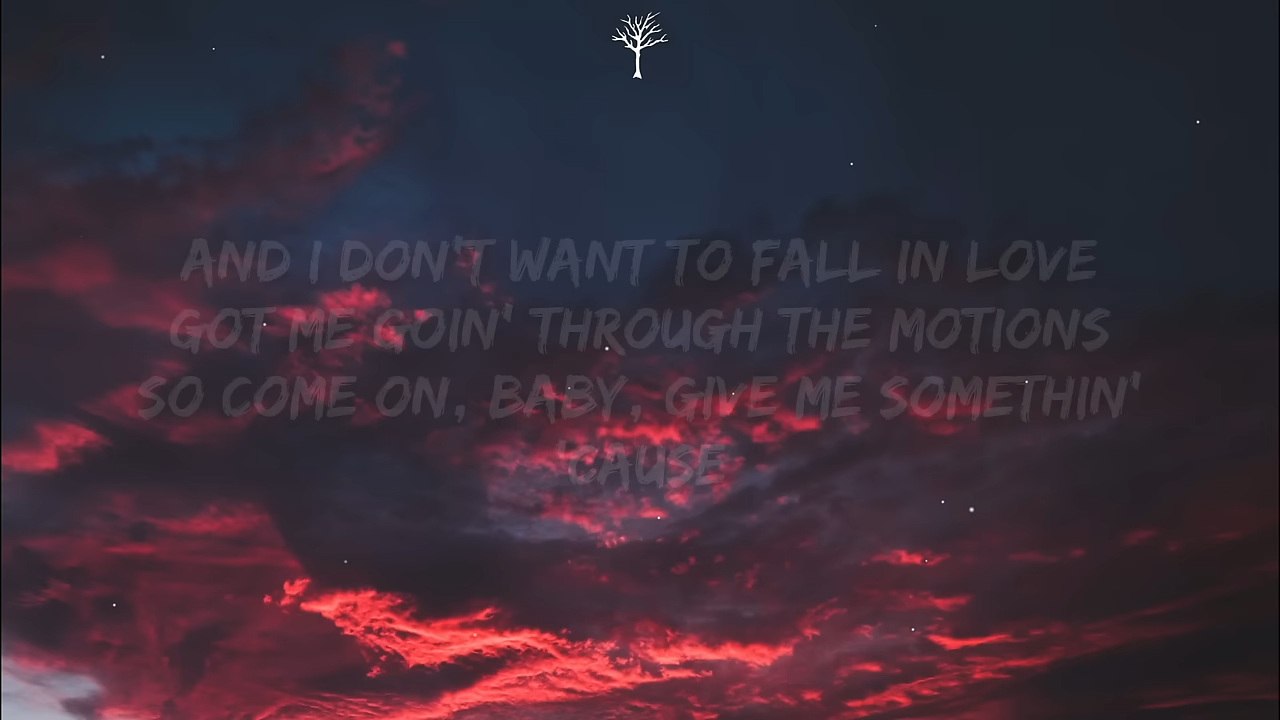 AND I DON'T WANT TO FALL IN LOVE
GOT ME GOIN' THROUGH THE MOTIONS
SO COME ON, BABY, GIVE ME SOMETHIN'
'CAUSE